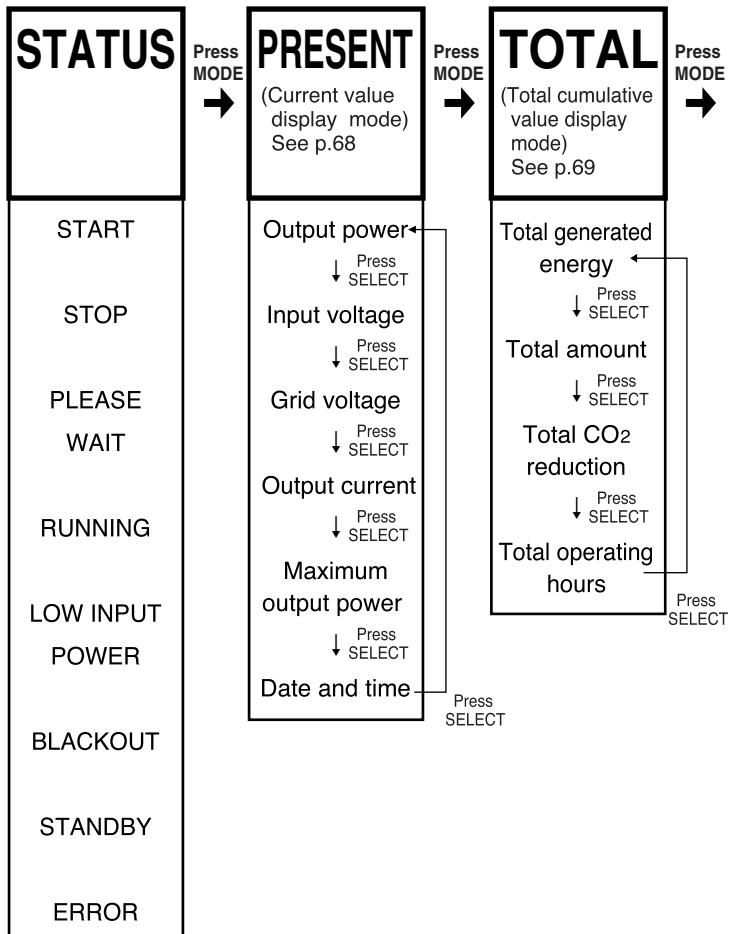 STATUS
Press
MODE
PRESENT
(Current value
display mode)
See p.68
Press
MODE
TOTAL
(Total cumulative
value display
mode)
See p.69
Press
MODE
START
STOP
PLEASE
WAIT
RUNNING
LOW INPUT
POWER
BLACKOUT
STANDBY
ERROR
Output power
Press
SELECT
Input voltage
Press
SELECT
Grid voltage
Press
SELECT
Output current
Press
SELECT
Maximum
output power
Press
SELECT
Date and time
Press
SELECT
Total generated
energy
Press
SELECT
Total amount
Press
SELECT
Total CO2
reduction
Press
SELECT
Total operating
hours
Press
SELECT